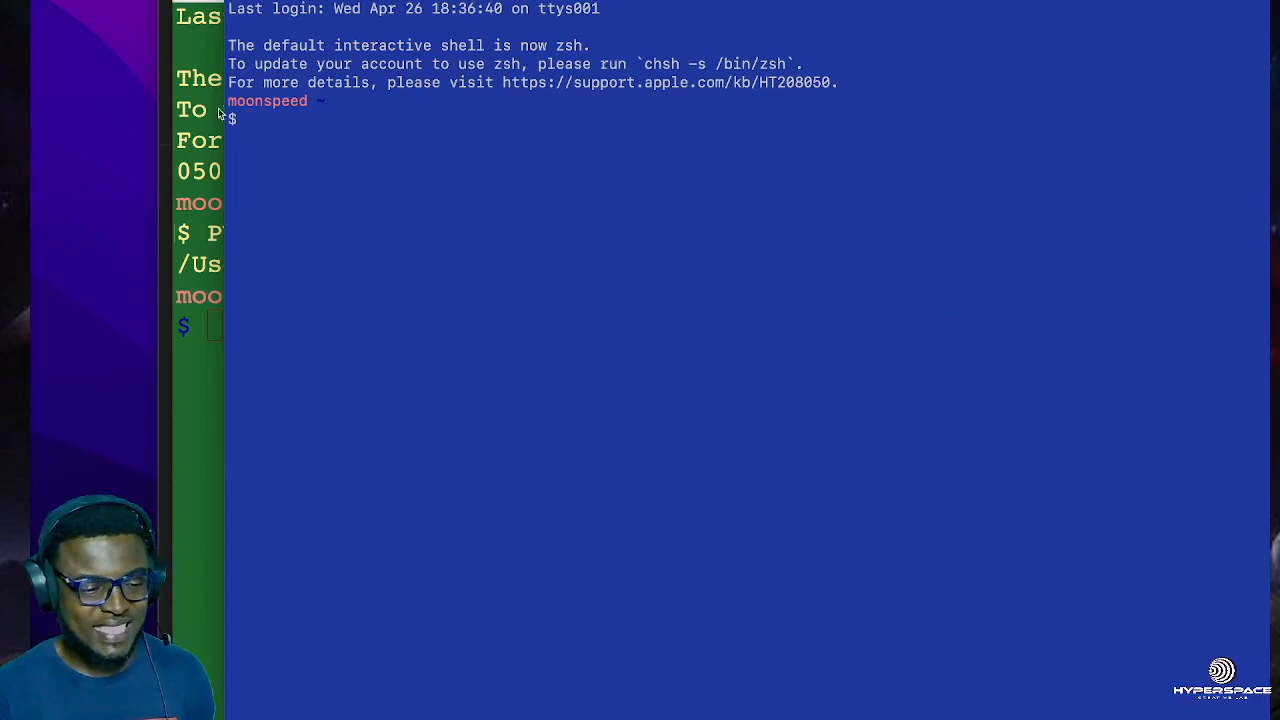 Last login: Wed Apr 26 18:36:40 on ttys001
The default interactive shell is now zsh.
To update your account to use zsh, please run `chsh -s /bin/zsh`.
For more details, please visit https://support.apple.com/kb/HT208050.
moonspeed ~
$
Las
The
To
For
050
moo
$ P
/Us
moo
$
HYPERSPACE